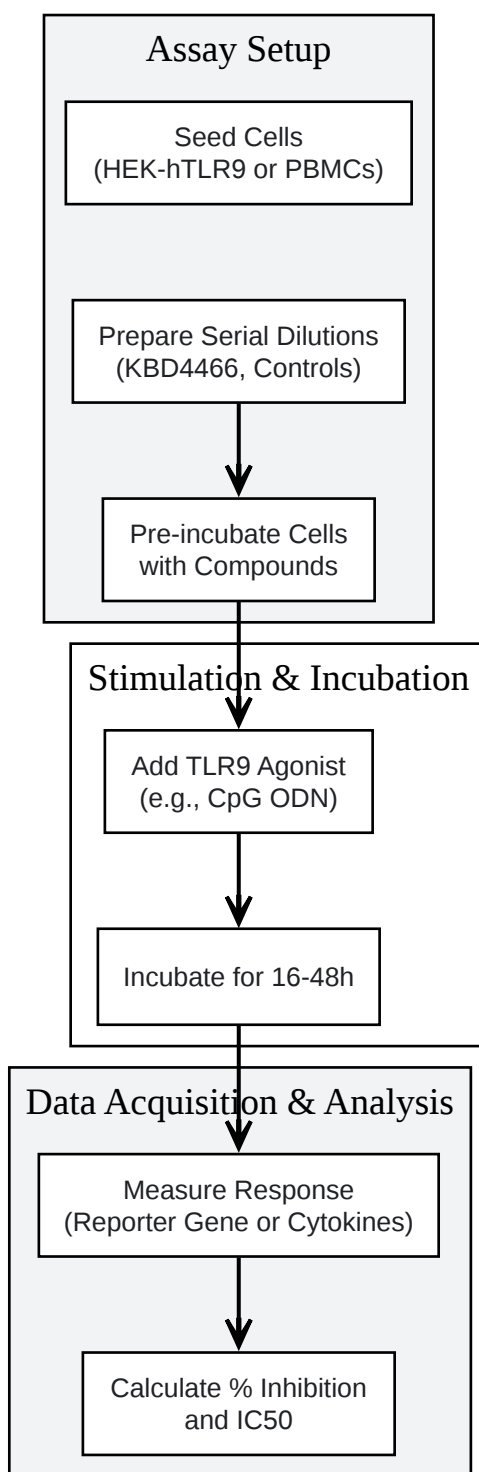 Assay Setup
Seed Cells
(HEK-hTLR9 or PBMCs)
Prepare Serial Dilutions
(KBD4466, Controls)
Pre-incubate Cells
with Compounds
Stimulation & Incubation
Add TLR9 Agonist
(e.g., CpG ODN)
Incubate for 16-48h
Data Acquisition & Analysis
Measure Response
(Reporter Gene or Cytokines)
Calculate % Inhibition
and IC50